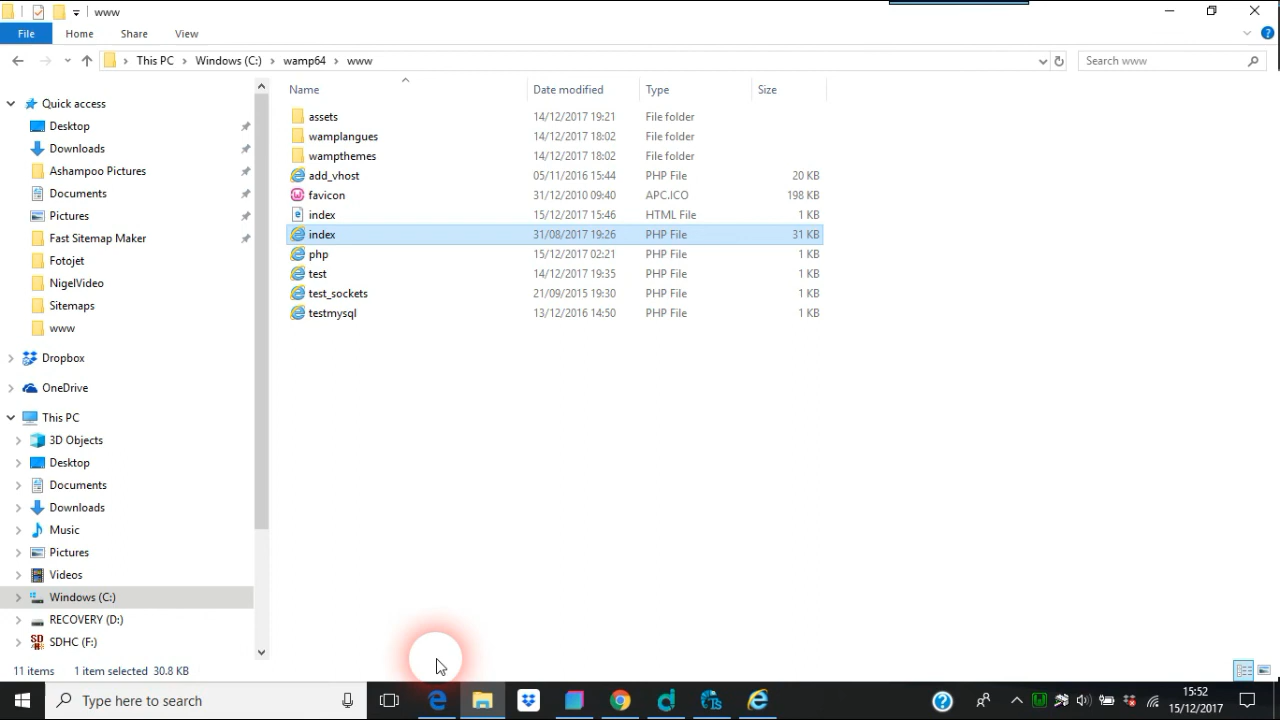 www
File Home Share View
This PC Windows (C:) wamp64 www
Search www
Name Date modified Type Size
assets 14/12/2017 19:21 File folder
wamplangues 14/12/2017 18:02 File folder
wampthemes 14/12/2017 18:02 File folder
add_vhost 05/11/2016 15:44 PHP File 20 KB
favicon 31/12/2010 09:40 APC.ICO 198 KB
index 15/12/2017 15:46 HTML File 1 KB
index 31/08/2017 19:26 PHP File 31 KB
php 15/12/2017 02:21 PHP File 1 KB
test 14/12/2017 19:35 PHP File 1 KB
test_sockets 21/09/2015 19:30 PHP File 1 KB
testmysql 13/12/2016 14:50 PHP File 1 KB
Quick access
Desktop
Downloads
Ashampoo Pictures
Documents
Pictures
Fast Sitemap Maker
Fotojet
NigelVideo
Sitemaps
www
Dropbox
OneDrive
This PC
3D Objects
Desktop
Documents
Downloads
Music
Pictures
Videos
Windows (C:)
RECOVERY (D:)
SDHC (F:)
11 items 1 item selected 30.8 KB
Type here to search
15:52
15/12/2017